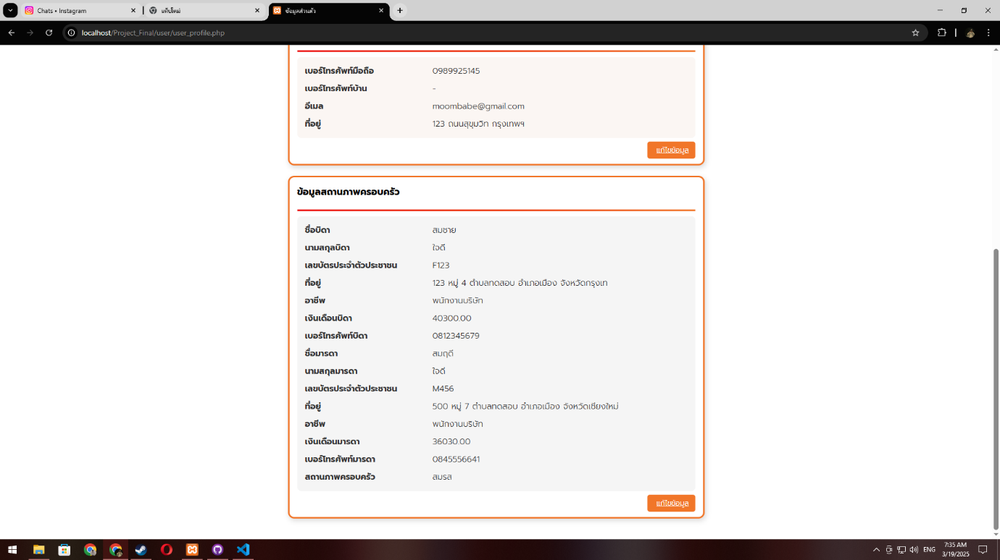 Chats • Instagram
แท็บใหม่
ข้อมูลส่วนตัว
localhost/Project_Final/user/user_profile.php
เบอร์โทรศัพท์มือถือ 0989925145
เบอร์โทรศัพท์บ้าน -
อีเมล moombabe@gmail.com
ที่อยู่ 123 ถนนสุขุมวิท กรุงเทพฯ
แก้ไขข้อมูล
ข้อมูลสถานภาพครอบครัว
ชื่อบิดา สมชาย
นามสกุลบิดา ใจดี
เลขบัตรประจำตัวประชาชน F123
ที่อยู่ 123 หมู่ 4 ตำบลทดสอบ อำเภอเมือง จังหวัดกรุงเท
อาชีพ พนักงานบริษัท
เงินเดือนบิดา 40300.00
เบอร์โทรศัพท์บิดา 0812345679
ชื่อมารดา สมฤดี
นามสกุลมารดา ใจดี
เลขบัตรประจำตัวประชาชน M456
ที่อยู่ 500 หมู่ 7 ตำบลทดสอบ อำเภอเมือง จังหวัดเชียงใหม่
อาชีพ พนักงานบริษัท
เงินเดือนมารดา 36030.00
เบอร์โทรศัพท์มารดา 0845556641
สถานภาพครอบครัว สมรส
แก้ไขข้อมูล
ENG
7:35 AM
3/19/2025